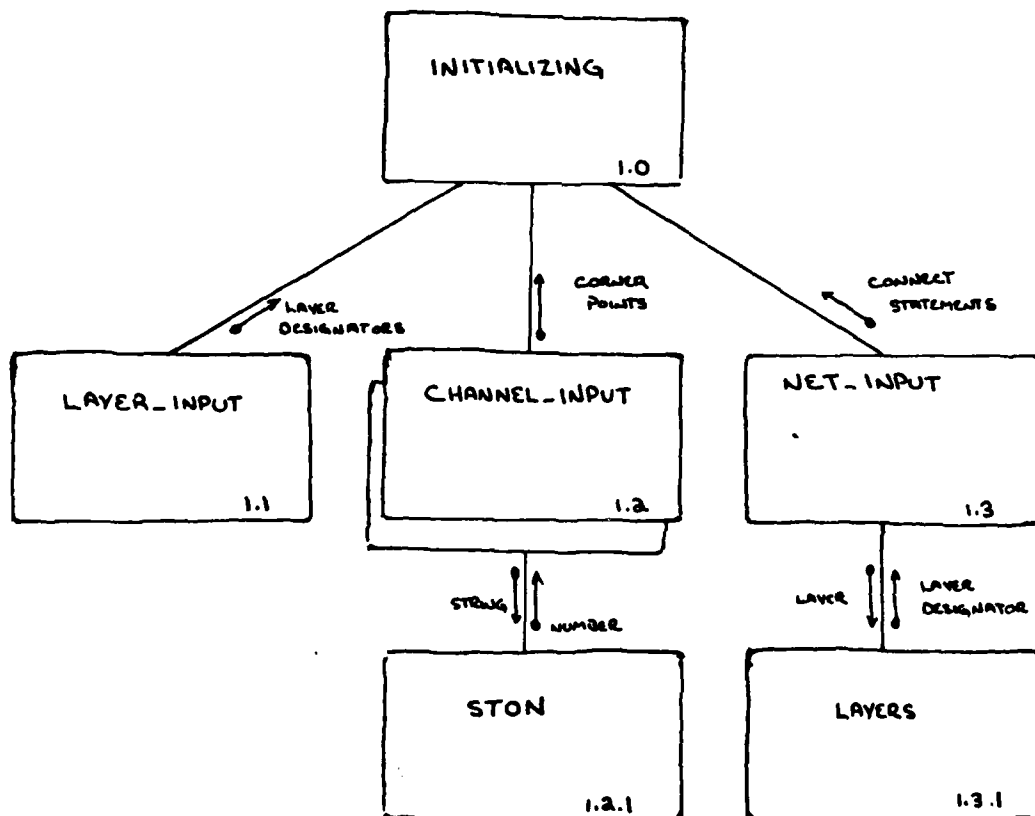 INITIALIZING
1.0
LAYER
DESIGNATORS
CORNER
POINTS
CONNECT
STATEMENTS
LAYER_INPUT
1.1
CHANNEL_INPUT
1.2
NET_INPUT
1.3
STRING
NUMBER
LAYER
LAYER
DESIGNATOR
STON
1.2.1
LAYERS
1.3.1